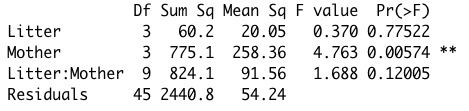 Df Sum Sq Mean Sq F value Pr(>F)
Litter 3 60.2 20.05 0.370 0.77522
Mother 3 775.1 258.36 4.763 0.00574 **
Litter:Mother 9 824.1 91.56 1.688 0.12005
Residuals 45 2440.8 54.24